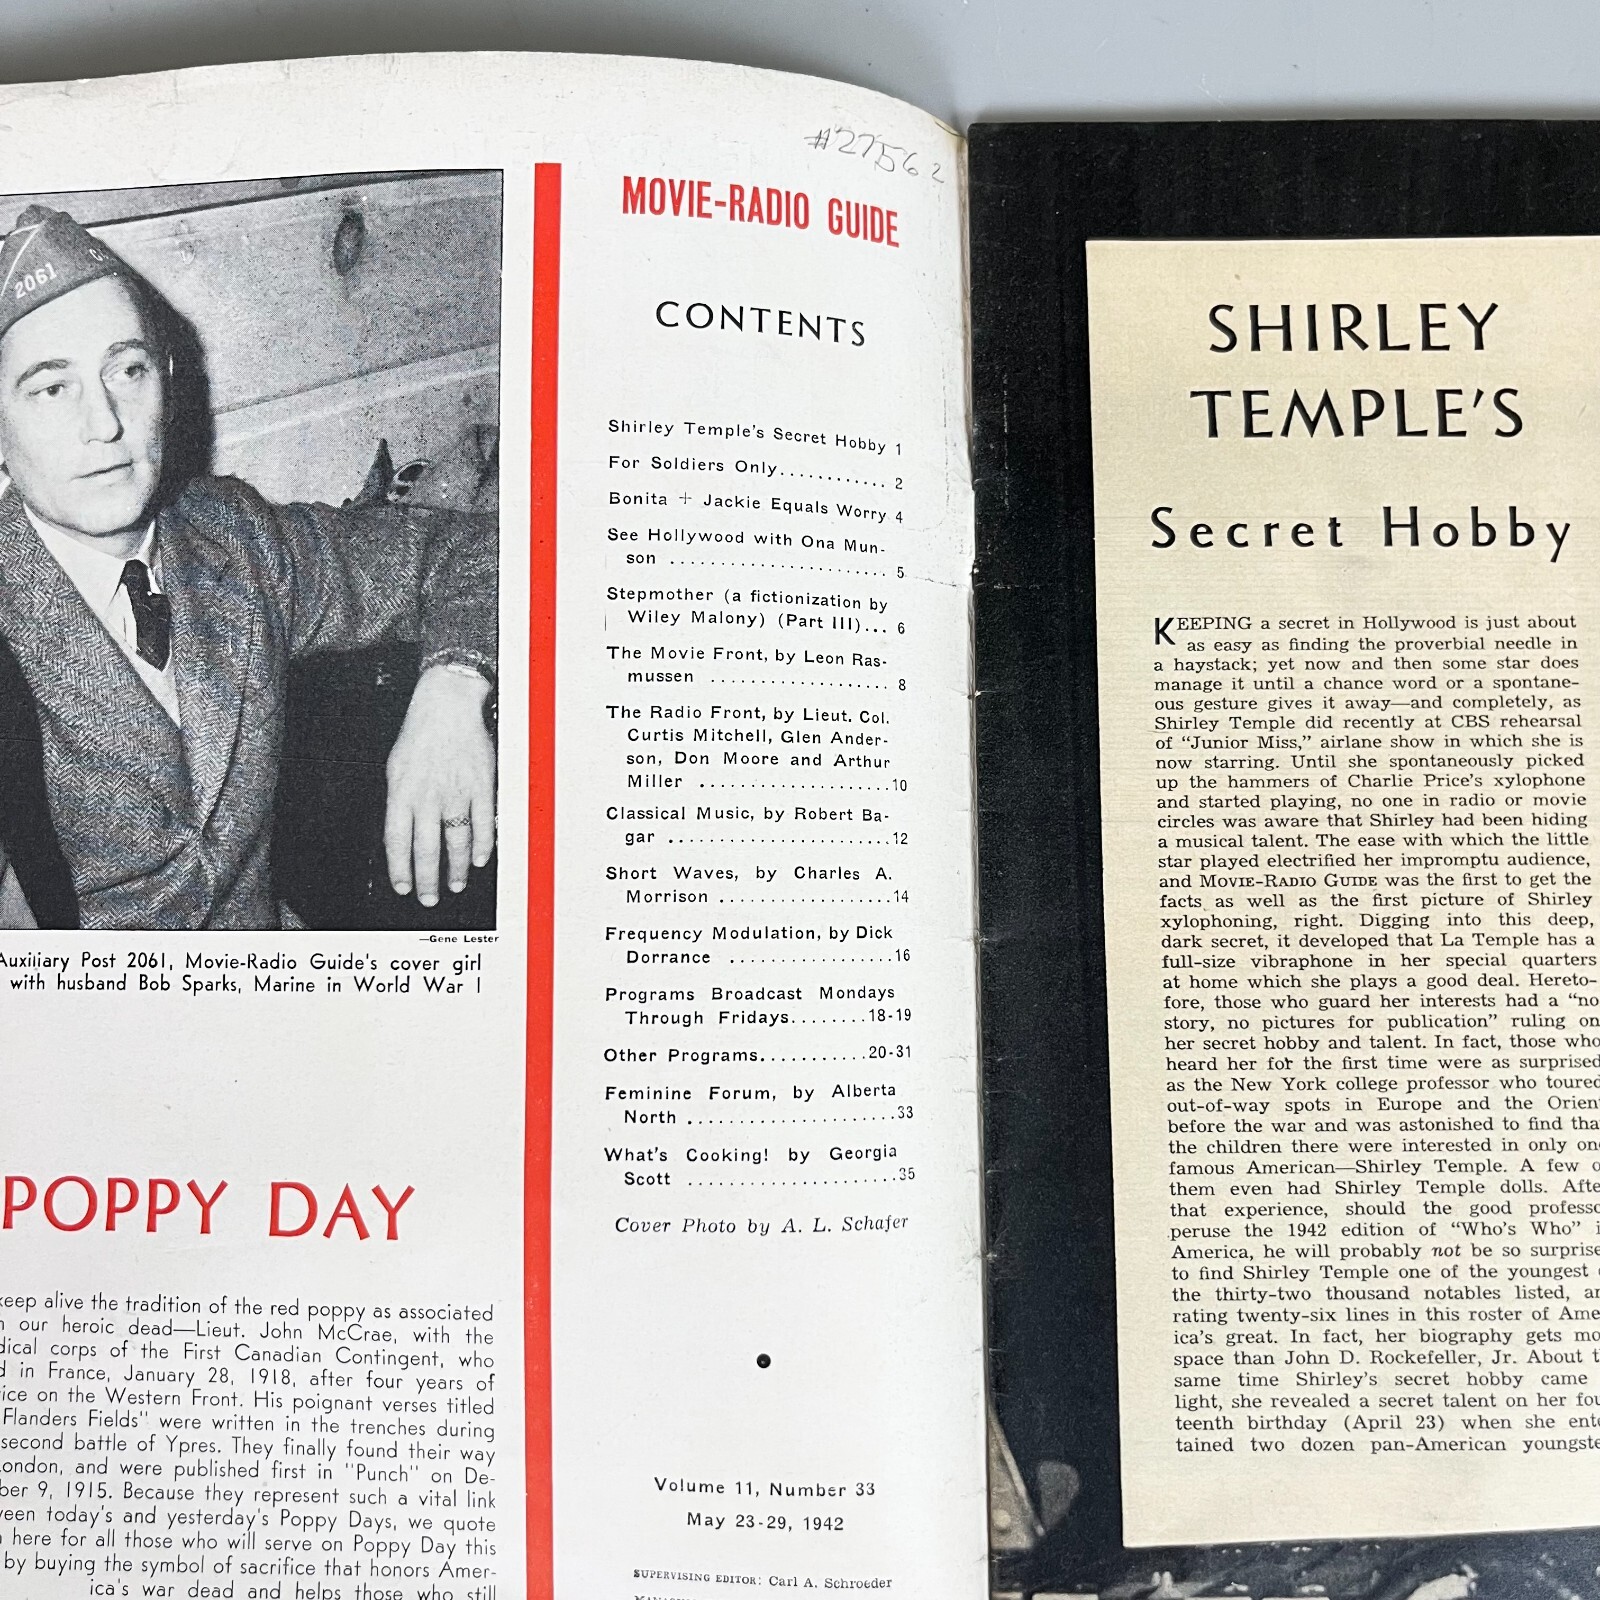 2061
—Gene Lester
Auxiliary Post 2061, Movie-Radio Guide's cover girl
with husband Bob Sparks, Marine in World War I
POPPY DAY
keep alive the tradition of the red poppy as associated
our heroic dead—Lieut. John McCrae, with the
dical corps of the First Canadian Contingent, who
in France, January 28, 1918, after four years of
ice on the Western Front. His poignant verses titled
Flanders Fields" were written in the trenches during
second battle of Ypres. They finally found their way
ondon, and were published first in "Punch" on De-
ber 9, 1915. Because they represent such a vital link
veen today's and yesterday's Poppy Days, we quote
here for all those who will serve on Poppy Day this
by buying the symbol of sacrifice that honors Amer-
ica's war dead and helps those who still
#27562
MOVIE-RADIO GUIDE
CONTENTS
Shirley Temple's Secret Hobby 1
For Soldiers Only............ 2
Bonita + Jackie Equals Worry 4
See Hollywood with Ona Mun-
son ........................ 5
Stepmother (a fictionization by
Wiley Malony) (Part III)... 6
The Movie Front, by Leon Ras-
mussen .................... 8
The Radio Front, by Lieut. Col.
Curtis Mitchell, Glen Ander-
son, Don Moore and Arthur
Miller .....................10
Classical Music, by Robert Ba-
gar ........................12
Short Waves, by Charles A.
Morrison ...................14
Frequency Modulation, by Dick
Dorrance ..................16
Programs Broadcast Mondays
Through Fridays........18-19
Other Programs...........20-31
Feminine Forum, by Alberta
North ......................33
What's Cooking! by Georgia
Scott ......................35
Cover Photo by A. L. Schafer
Volume 11, Number 33
May 23-29, 1942
SUPERVISING EDITOR: Carl A. Schroeder
SHIRLEY
TEMPLE'S
Secret Hobby
KEEPING a secret in Hollywood is just about
as easy as finding the proverbial needle in
a haystack; yet now and then some star does
manage it until a chance word or a spontane-
ous gesture gives it away—and completely, as
Shirley Temple did recently at CBS rehearsal
of "Junior Miss," airlane show in which she is
now starring. Until she spontaneously picked
up the hammers of Charlie Price's xylophone
and started playing, no one in radio or movie
circles was aware that Shirley had been hiding
a musical talent. The ease with which the little
star played electrified her impromptu audience,
and MOVIE-RADIO GUIDE was the first to get the
facts as well as the first picture of Shirley
xylophoning, right. Digging into this deep,
dark secret, it developed that La Temple has a
full-size vibraphone in her special quarters
at home which she plays a good deal. Hereto-
fore, those who guard her interests had a "no
story, no pictures for publication" ruling on
her secret hobby and talent. In fact, those who
heard her for the first time were as surprised
as the New York college professor who toured
out-of-way spots in Europe and the Orient
before the war and was astonished to find tha
the children there were interested in only one
famous American—Shirley Temple. A few o
them even had Shirley Temple dolls. Afte
that experience, should the good professo
peruse the 1942 edition of "Who's Who" i
America, he will probably not be so surprise
to find Shirley Temple one of the youngest
the thirty-two thousand notables listed, an
rating twenty-six lines in this roster of Ame
ica's great. In fact, her biography gets mo
space than John D. Rockefeller, Jr. About t
same time Shirley's secret hobby came
light, she revealed a secret talent on her fou
teenth birthday (April 23) when she ente
tained two dozen pan-American youngste